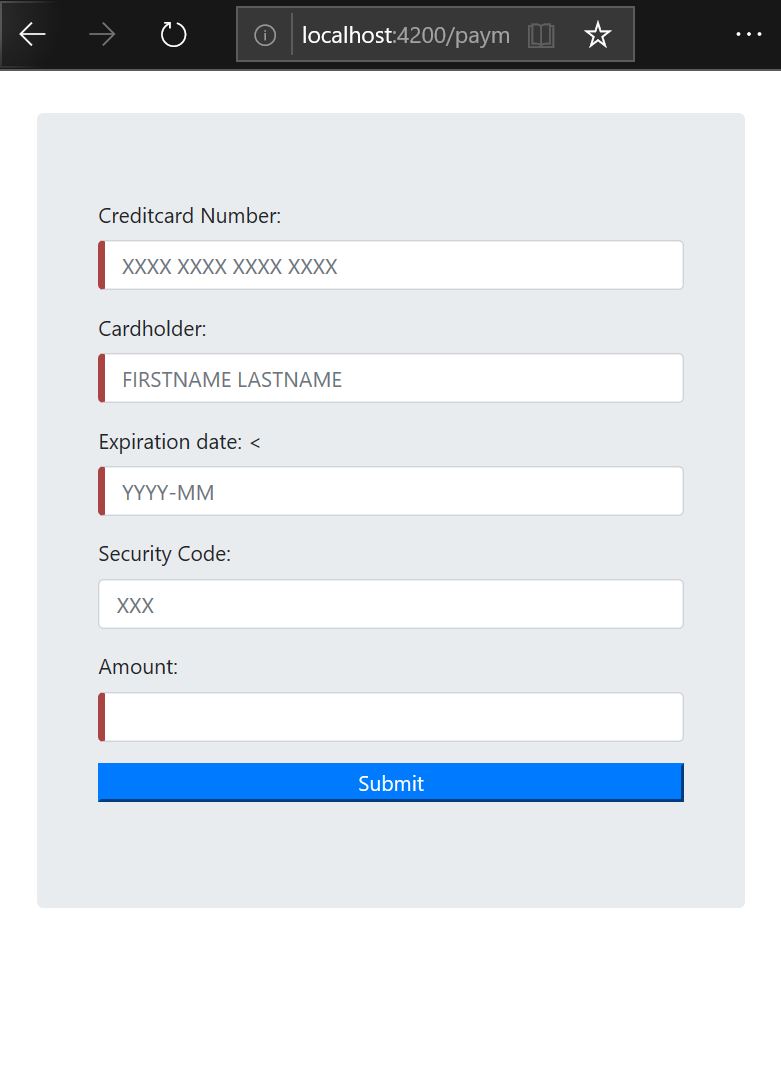 localhost:4200/paym
Creditcard Number:
XXXX XXXX XXXX XXXX
Cardholder:
FIRSTNAME LASTNAME
Expiration date: <
YYYY-MM
Security Code:
XXX
Amount:
Submit